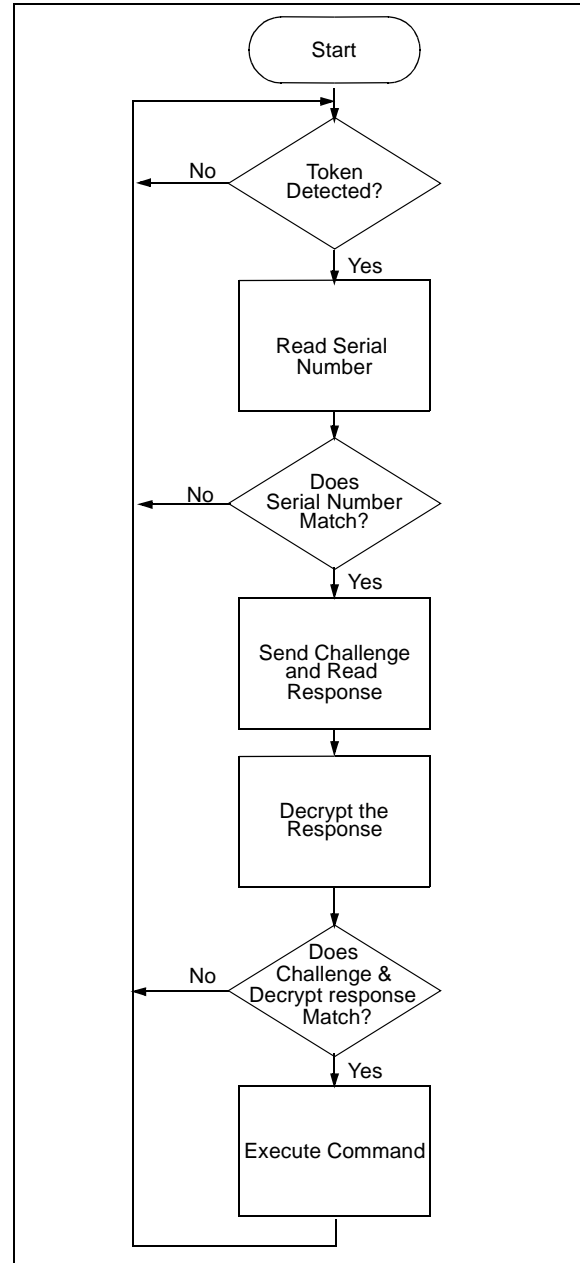 Start
No
Token
Detected?
Yes
Read Serial
Number
No
Does
Serial Number
Match?
Yes
Send Challenge
and Read
Response
Decrypt the
Response
No
Does
Challenge &
Decrypt response
Match?
Yes
Execute Command